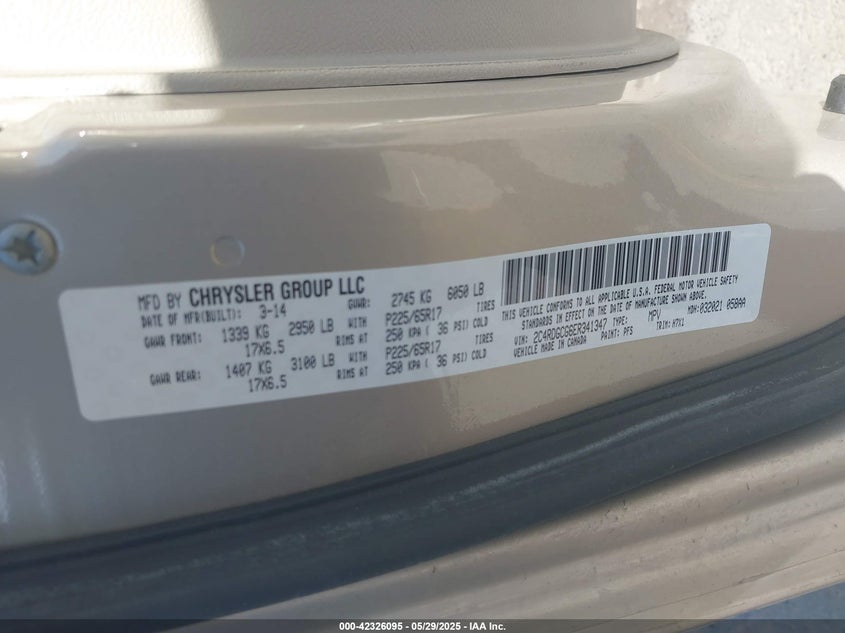 MFD BY CHRYSLER GROUP LLC
DATE OF MFR(BUILT): 3-14 GVWR: 2745 KG 6050 LB
GAWR FRONT: 1339 KG 2950 LB WITH P225/65R17 TIRES
17X6.5 RIMS AT 250 KPA ( 36 PSI) COLD
GAWR REAR: 1407 KG 3100 LB WITH P225/65R17 TIRES
17X6.5 RIMS AT 250 KPA ( 36 PSI) COLD
THIS VEHICLE CONFORMS TO ALL APPLICABLE U.S.A. FEDERAL MOTOR VEHICLE SAFETY
STANDARDS IN EFFECT ON THE DATE OF MANUFACTURE SHOWN ABOVE.
MDH: 032021 058AA
VIN: 2C4RDGCG6ER341347 TYPE: MPV
VEHICLE MADE IN CANADA PAINT: PFS TRIM: H7X1
000-42326095 - 05/29/2025 - IAA Inc.